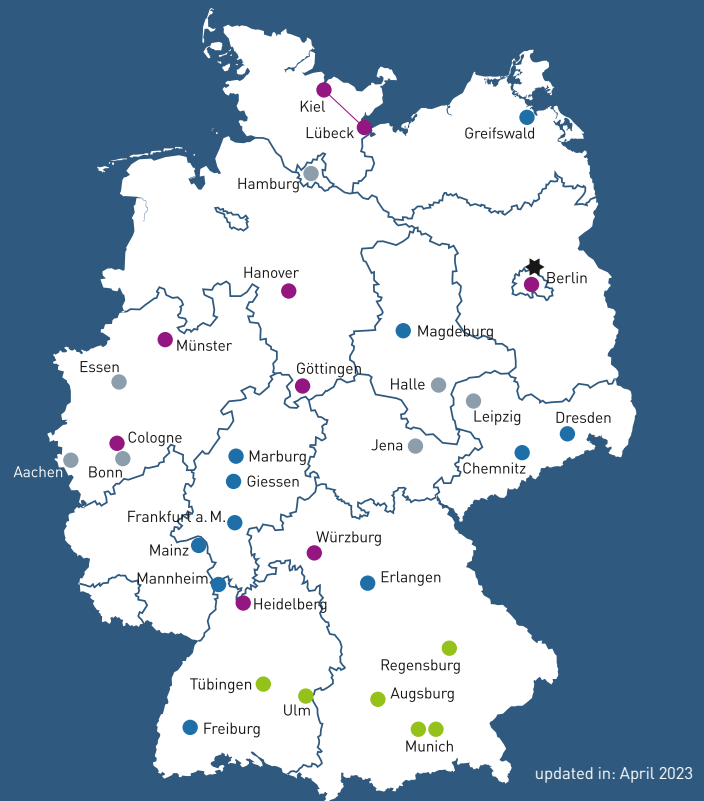 Kiel
Lübeck
Greifswald
Hamburg
Hanover
Berlin
Magdeburg
Münster
Essen
Göttingen
Halle
Leipzig
Dresden
Cologne
Jena
Marburg
Aachen
Bonn
Chemnitz
Giessen
Frankfurt a. M.
Würzburg
Mainz
Mannheim
Erlangen
Heidelberg
Regensburg
Tübingen
Augsburg
Ulm
Freiburg
Munich
updated in: April 2023